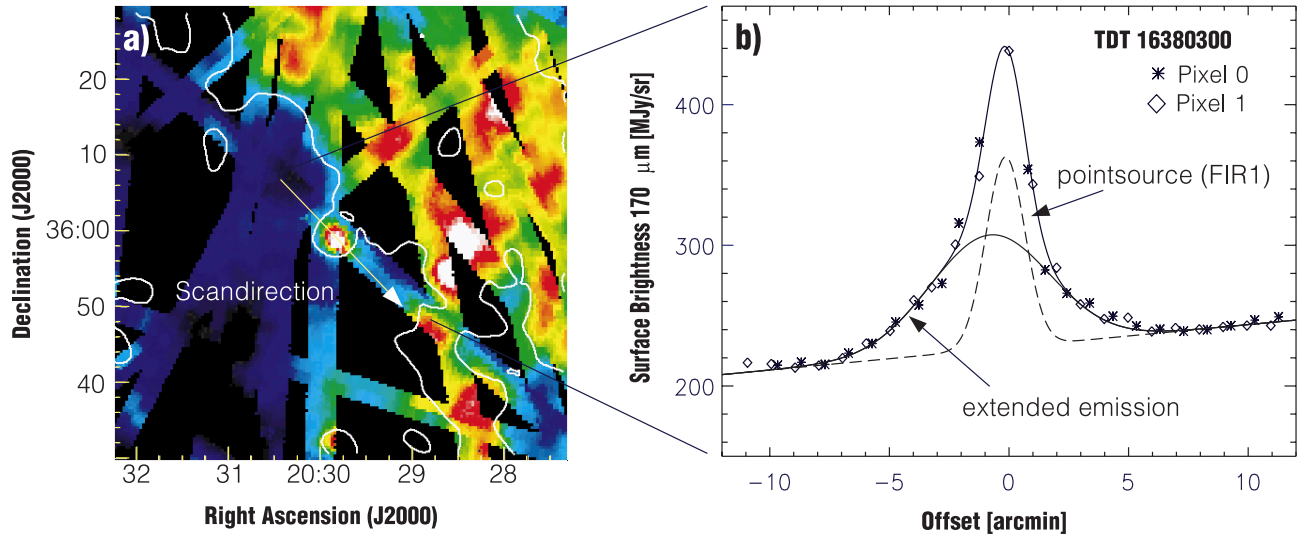 a)
20
10
36:00
50
40
Declination (J2000)
Scandirection
32
31
20:30
29
28
Right Ascension (J2000)
b)
TDT 16380300
Pixel 0
Pixel 1
pointsource (FIR1)
extended emission
Surface Brightness 170 μm [MJy/sr]
400
300
200
−10
−5
0
5
10
Offset [arcmin]